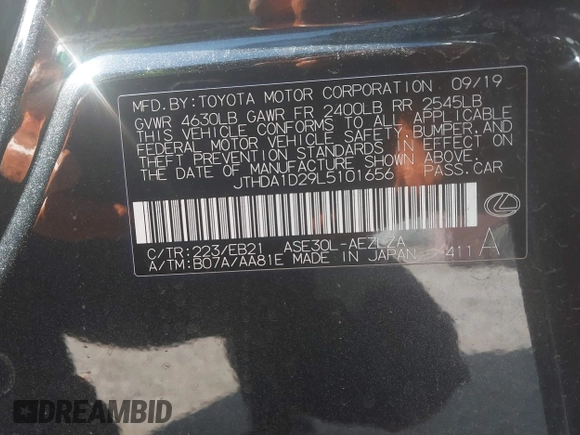 MFD. BY: TOYOTA MOTOR CORPORATION 09/19
GVWR 4630LB GAWR FR 2400LB RR 2545LB
THIS VEHICLE CONFORMS TO ALL APPLICABLE
FEDERAL MOTOR VEHICLE SAFETY, BUMPER, AND
THEFT PREVENTION STANDARDS IN EFFECT ON
THE DATE OF MANUFACTURE SHOWN ABOVE.
JTHDA1D29L5101656 PASS. CAR
C/TR: 223/EB21 ASE30L-AEZLZA
A/TM: B07A/AA81E MADE IN JAPAN 411 A
DREAMBID